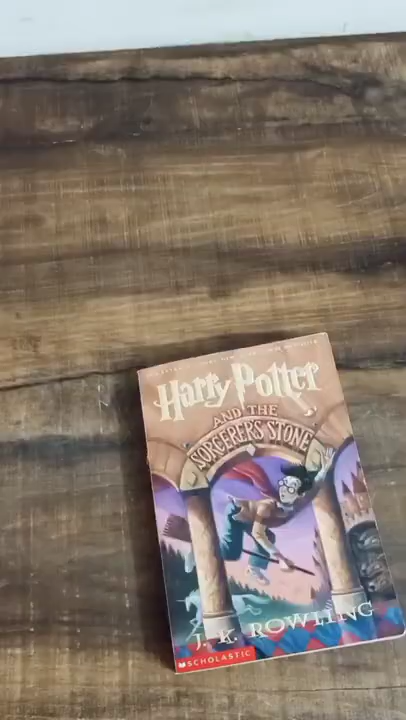 Harry Potter
AND THE
SORCERER'S STONE
J. K. ROWLING
SCHOLASTIC